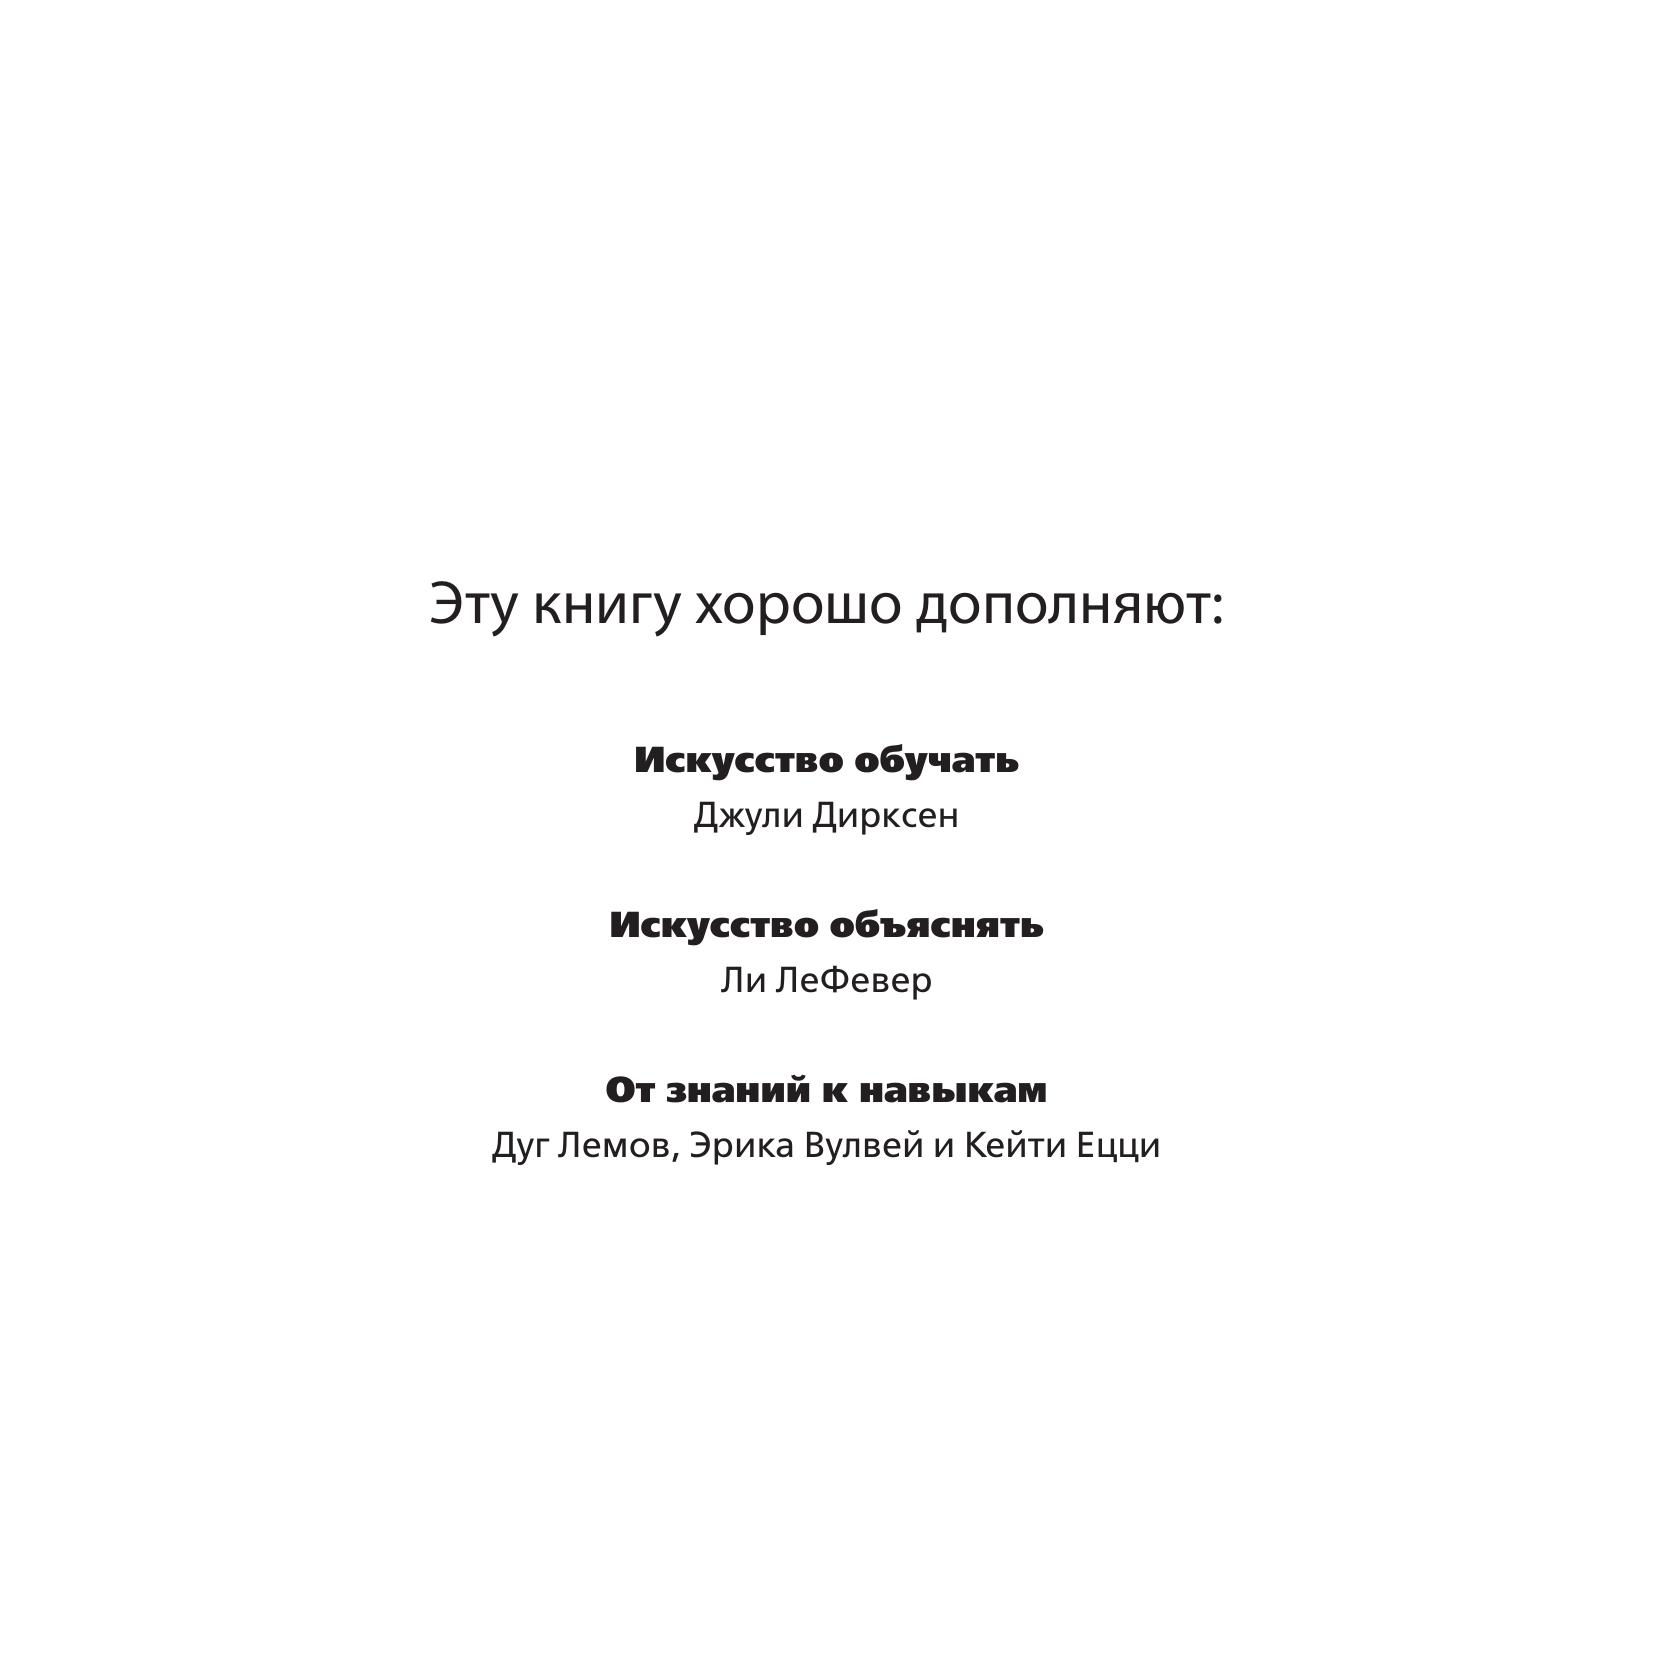 Эту книгу хорошо дополняют:
Искусство обучать
Джули Дирксен
Искусство объяснять
Ли ЛеФевер
От знаний к навыкам
Дуг Лемов, Эрика Вулвей и Кейти Ецци